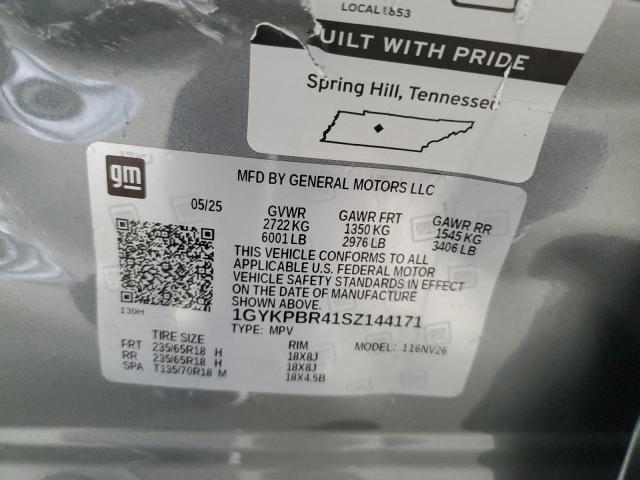 LOCAL 1853
UILT WITH PRIDE
Spring Hill, Tennessee
gm
MFD BY GENERAL MOTORS LLC
05/25
GVWR GAWR FRT GAWR RR
2722 KG 1350 KG 1545 KG
6001 LB 2976 LB 3406 LB
THIS VEHICLE CONFORMS TO ALL
APPLICABLE U.S. FEDERAL MOTOR
VEHICLE SAFETY STANDARDS IN EFFECT
ON THE DATE OF MANUFACTURE
SHOWN ABOVE.
130H
1GYKPBR41SZ144171
TYPE: MPV
MODEL: 116NV26
TIRE SIZE RIM
FRT 235/65R18 H 18X8J
RR 235/65R18 H 18X8J
SPA T135/70R18 M 18X4.5B